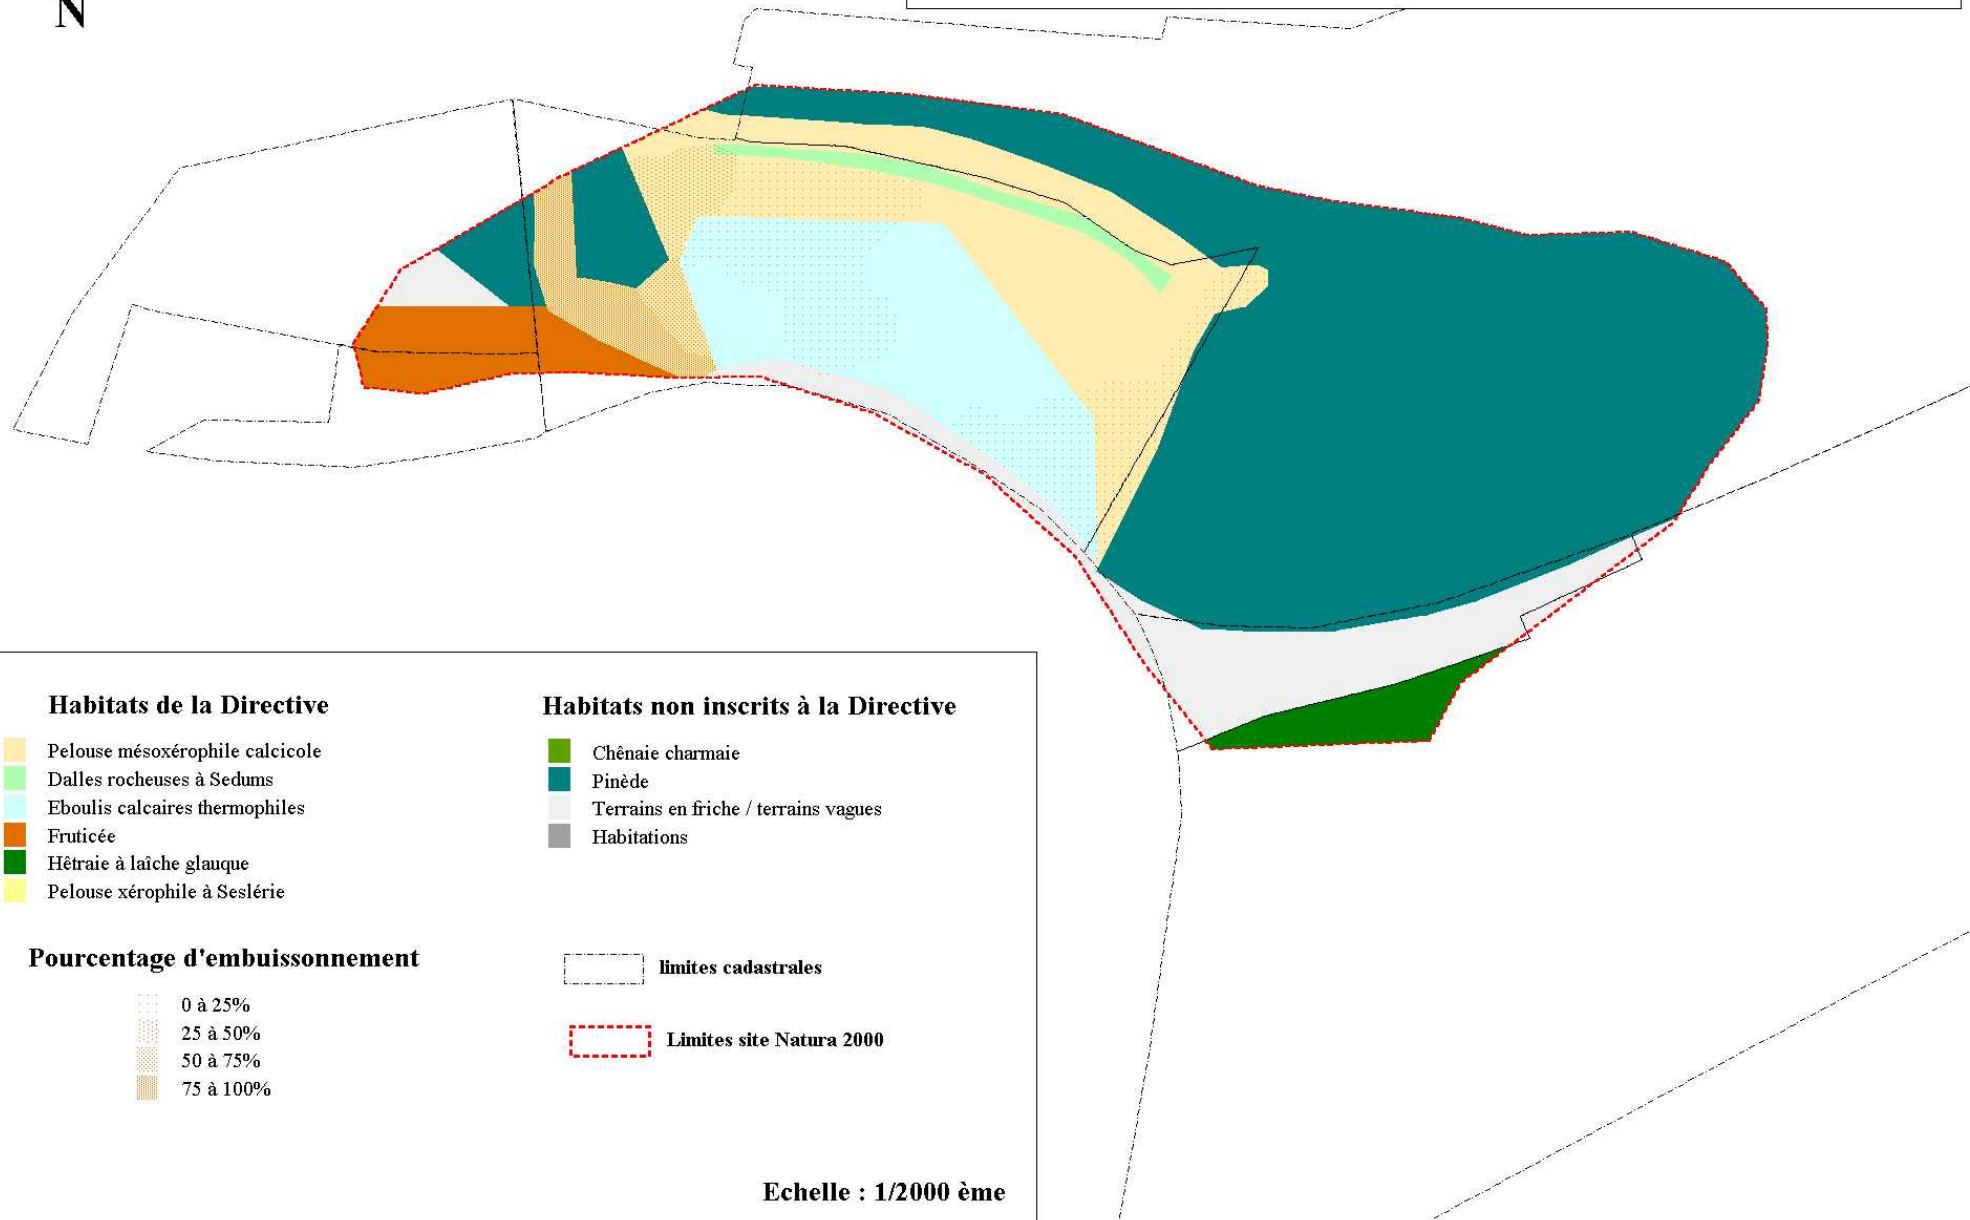 N
Habitats de la Directive
Pelouse mésoxérophile calcicole
Dalles rocheuses à Sedums
Eboulis calcaires thermophiles
Fruticée
Hêtraie à laîche glauque
Pelouse xérophile à Seslérie
Habitats non inscrits à la Directive
Chênaie charmaie
Pinède
Terrains en friche / terrains vagues
Habitations
Pourcentage d'embuissonnement
0 à 25%
25 à 50%
50 à 75%
75 à 100%
limites cadastrales
Limites site Natura 2000
Echelle : 1/2000 ème